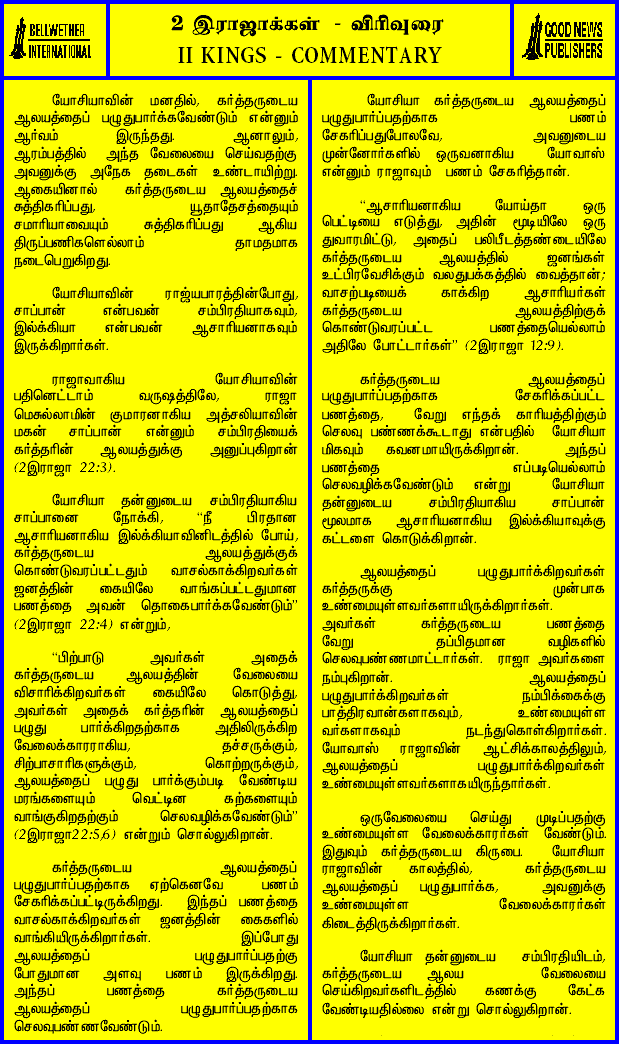 BELLWETHER
INTERNATIONAL
2 இராஜாக்கள் - விரிவுரை
II KINGS - COMMENTARY
GOOD NEWS
PUBLISHERS
யோசியாவின் மனதில், கர்த்தருடைய
ஆலயத்தைப் பழுதுபார்க்கவேண்டும் என்னும்
ஆர்வம் இருந்தது. ஆனாலும்,
ஆரம்பத்தில் அந்த வேலையை செய்வதற்கு
அவனுக்கு அநேக தடைகள் உண்டாயிற்று.
ஆகையினால் கர்த்தருடைய ஆலயத்தைச்
சுத்திகரிப்பது, யூதாதேசத்தையும்
சமாரியாவையும் சுத்திகரிப்பது ஆகிய
திருப்பணிகளெல்லாம் தாமதமாக
நடைபெறுகிறது.
யோசியாவின் ராஜ்யபாரத்தின்போது,
சாப்பான் என்பவன் சம்பிரதியாகவும்,
இல்க்கியா என்பவன் ஆசாரியனாகவும்
இருக்கிறார்கள்.
ராஜாவாகிய யோசியாவின்
பதினெட்டாம் வருஷத்திலே, ராஜா
மெசுல்லாமின் குமாரனாகிய அத்சலியாவின்
மகன் சாப்பான் என்னும் சம்பிரதியைக்
கர்த்தரின் ஆலயத்துக்கு அனுப்புகிறான்
(2இராஜா 22:3).
யோசியா தன்னுடைய சம்பிரதியாகிய
சாப்பானை நோக்கி, “நீ பிரதான
ஆசாரியனாகிய இல்க்கியாவினிடத்தில் போய்,
கர்த்தருடைய ஆலயத்துக்குக்
கொண்டுவரப்பட்டதும் வாசல்காக்கிறவர்கள்
ஜனத்தின் கையிலே வாங்கப்பட்டதுமான
பணத்தை அவன் தொகைபார்க்கவேண்டும்”
(2இராஜா 22:4) என்றும்,
“பிற்பாடு அவர்கள் அதைக்
கர்த்தருடைய ஆலயத்தின் வேலையை
விசாரிக்கிறவர்கள் கையிலே கொடுத்து,
அவர்கள் அதைக் கர்த்தரின் ஆலயத்தைப்
பழுது பார்க்கிறதற்காக அதிலிருக்கிற
வேலைக்காரராகிய, தச்சருக்கும்,
சிற்பாசாரிகளுக்கும், கொற்றருக்கும்,
ஆலயத்தைப் பழுது பார்க்கும்படி வேண்டிய
மரங்களையும் வெட்டின கற்களையும்
வாங்குகிறதற்கும் செலவழிக்கவேண்டும்”
(2இராஜா22:5,6) என்றும் சொல்லுகிறான்.
கர்த்தருடைய ஆலயத்தைப்
பழுதுபார்ப்பதற்காக ஏற்கெனவே பணம்
சேகரிக்கப்பட்டிருக்கிறது. இந்தப் பணத்தை
வாசல்காக்கிறவர்கள் ஜனத்தின் கைகளில்
வாங்கியிருக்கிறார்கள். இப்போது
ஆலயத்தைப் பழுதுபார்ப்பதற்கு
போதுமான அளவு பணம் இருக்கிறது.
அந்தப் பணத்தை கர்த்தருடைய
ஆலயத்தைப் பழுதுபார்ப்பதற்காக
செலவுபண்ணவேண்டும்.
யோசியா கர்த்தருடைய ஆலயத்தைப்
பழுதுபார்ப்பதற்காக பணம்
சேகரிப்பதுபோலவே, அவனுடைய
முன்னோர்களில் ஒருவனாகிய யோவாஸ்
என்னும் ராஜாவும் பணம் சேகரித்தான்.
“ஆசாரியனாகிய யோய்தா ஒரு
பெட்டியை எடுத்து, அதின் மூடியிலே ஒரு
துவாரமிட்டு, அதைப் பலிபீடத்தண்டையிலே
கர்த்தருடைய ஆலயத்தில் ஜனங்கள்
உட்பிரவேசிக்கும் வலதுபக்கத்தில் வைத்தான்;
வாசற்படியைக் காக்கிற ஆசாரியர்கள்
கர்த்தருடைய ஆலயத்திற்குக்
கொண்டுவரப்பட்ட பணத்தையெல்லாம்
அதிலே போட்டார்கள்” (2இராஜா 12:9).
கர்த்தருடைய ஆலயத்தைப்
பழுதுபார்ப்பதற்காக சேகரிக்கப்பட்ட
பணத்தை, வேறு எந்தக் காரியத்திற்கும்
செலவு பண்ணக்கூடாது என்பதில் யோசியா
மிகவும் கவனமாயிருக்கிறான். அந்தப்
பணத்தை எப்படியெல்லாம்
செலவழிக்கவேண்டும் என்று யோசியா
தன்னுடைய சம்பிரதியாகிய சாப்பான்
மூலமாக ஆசாரியனாகிய இல்க்கியாவுக்கு
கட்டளை கொடுக்கிறான்.
ஆலயத்தைப் பழுதுபார்க்கிறவர்கள்
கர்த்தருக்கு முன்பாக
உண்மையுள்ளவர்களாயிருக்கிறார்கள்.
அவர்கள் கர்த்தருடைய பணத்தை
வேறு தப்பிதமான வழிகளில்
செலவுபண்ணமாட்டார்கள். ராஜா அவர்களை
நம்புகிறான். ஆலயத்தைப்
பழுதுபார்க்கிறவர்கள் நம்பிக்கைக்கு
பாத்திரவான்களாகவும், உண்மையுள்ள
வர்களாகவும் நடந்துகொள்கிறார்கள்.
யோவாஸ் ராஜாவின் ஆட்சிக்காலத்திலும்,
ஆலயத்தைப் பழுதுபார்க்கிறவர்கள்
உண்மையுள்ளவர்களாகயிருந்தார்கள்.
ஒருவேலையை செய்து முடிப்பதற்கு
உண்மையுள்ள வேலைக்காரர்கள் வேண்டும்.
இதுவும் கர்த்தருடைய கிருபை. யோசியா
ராஜாவின் காலத்தில், கர்த்தருடைய
ஆலயத்தைப் பழுதுபார்க்க, அவனுக்கு
உண்மையுள்ள வேலைக்காரர்கள்
கிடைத்திருக்கிறார்கள்.
யோசியா தன்னுடைய சம்பிரதியிடம்,
கர்த்தருடைய ஆலய வேலையை
செய்கிறவர்களிடத்தில் கணக்கு கேட்க
வேண்டியதில்லை என்று சொல்லுகிறான்.